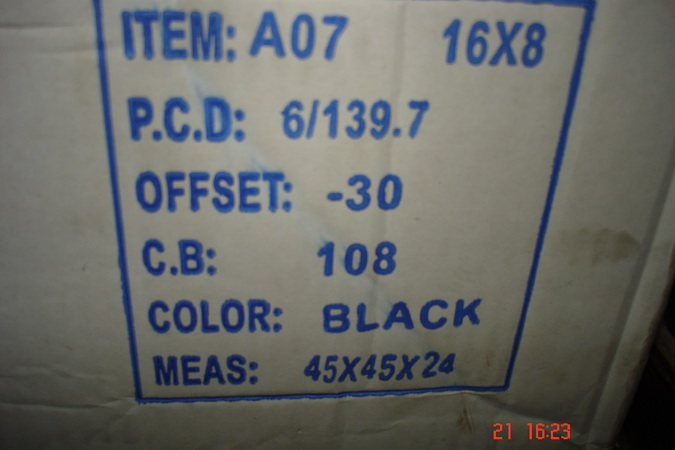 ITEM: A07 16X8
P.C.D: 6/139.7
OFFSET: -30
C.B: 108
COLOR: BLACK
MEAS: 45X45X24
21 16:23